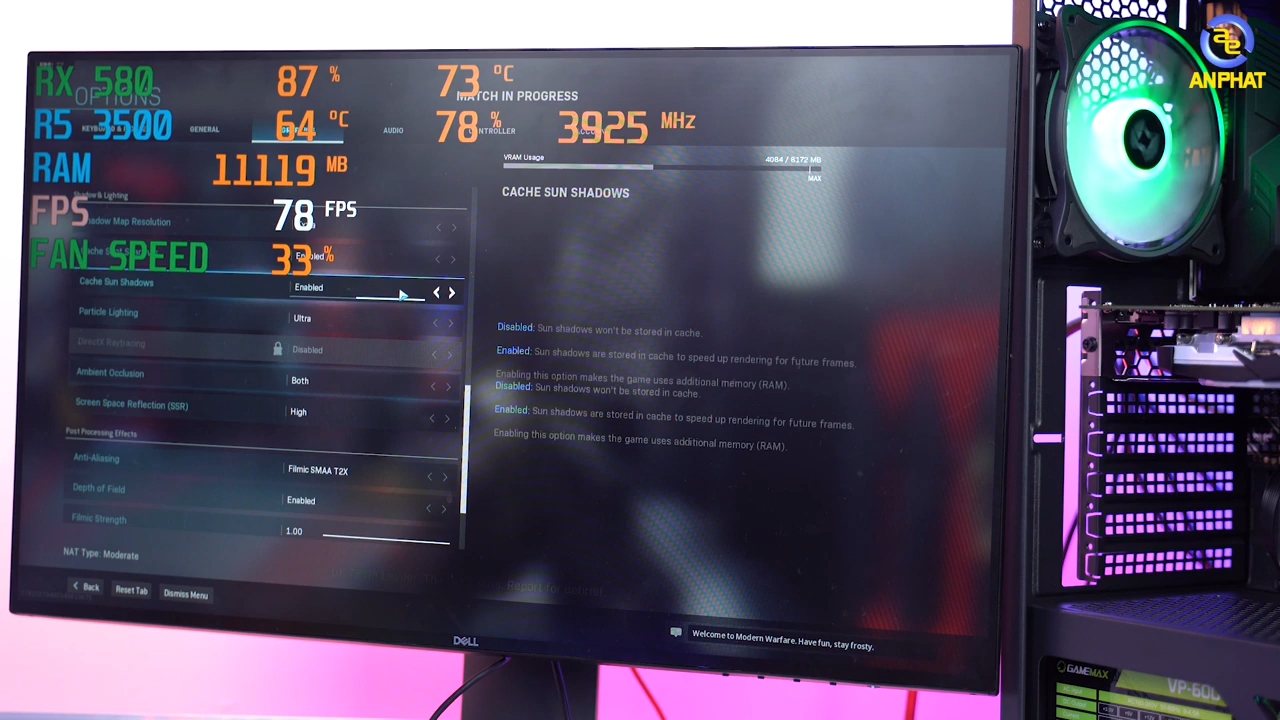 RX 580 87 % 73 °C
OPTIONS
MATCH IN PROGRESS
R5 3500 64 °C 78 % 3925 MHz
GENERAL AUDIO CONTROLLER
RAM 11119 MB
VRAM Usage 4084 / 8172 MB
MAX
CACHE SUN SHADOWS
Shadow & Lighting
FPS 78 FPS
Shadow Map Resolution
FAN SPEED 33 %
Enabled
Cache Sun Shadows Enabled
Particle Lighting Ultra
DirectX Raytracing Disabled
Ambient Occlusion Both
Screen Space Reflection (SSR) High
Post Processing Effects
Anti-Aliasing Filmic SMAA T2X
Depth of Field Enabled
Filmic Strength 1.00
Disabled: Sun shadows won't be stored in cache.
Enabled: Sun shadows are stored in cache to speed up rendering for future frames.
Enabling this option makes the game uses additional memory (RAM).
Disabled: Sun shadows won't be stored in cache.
Enabled: Sun shadows are stored in cache to speed up rendering for future frames.
Enabling this option makes the game uses additional memory (RAM).
NAT Type: Moderate
Back Reset Tab Dismiss Menu
Welcome to Modern Warfare. Have fun, stay frosty.
DELL
ae
ANPHAT
GAMEMAX
VP-600